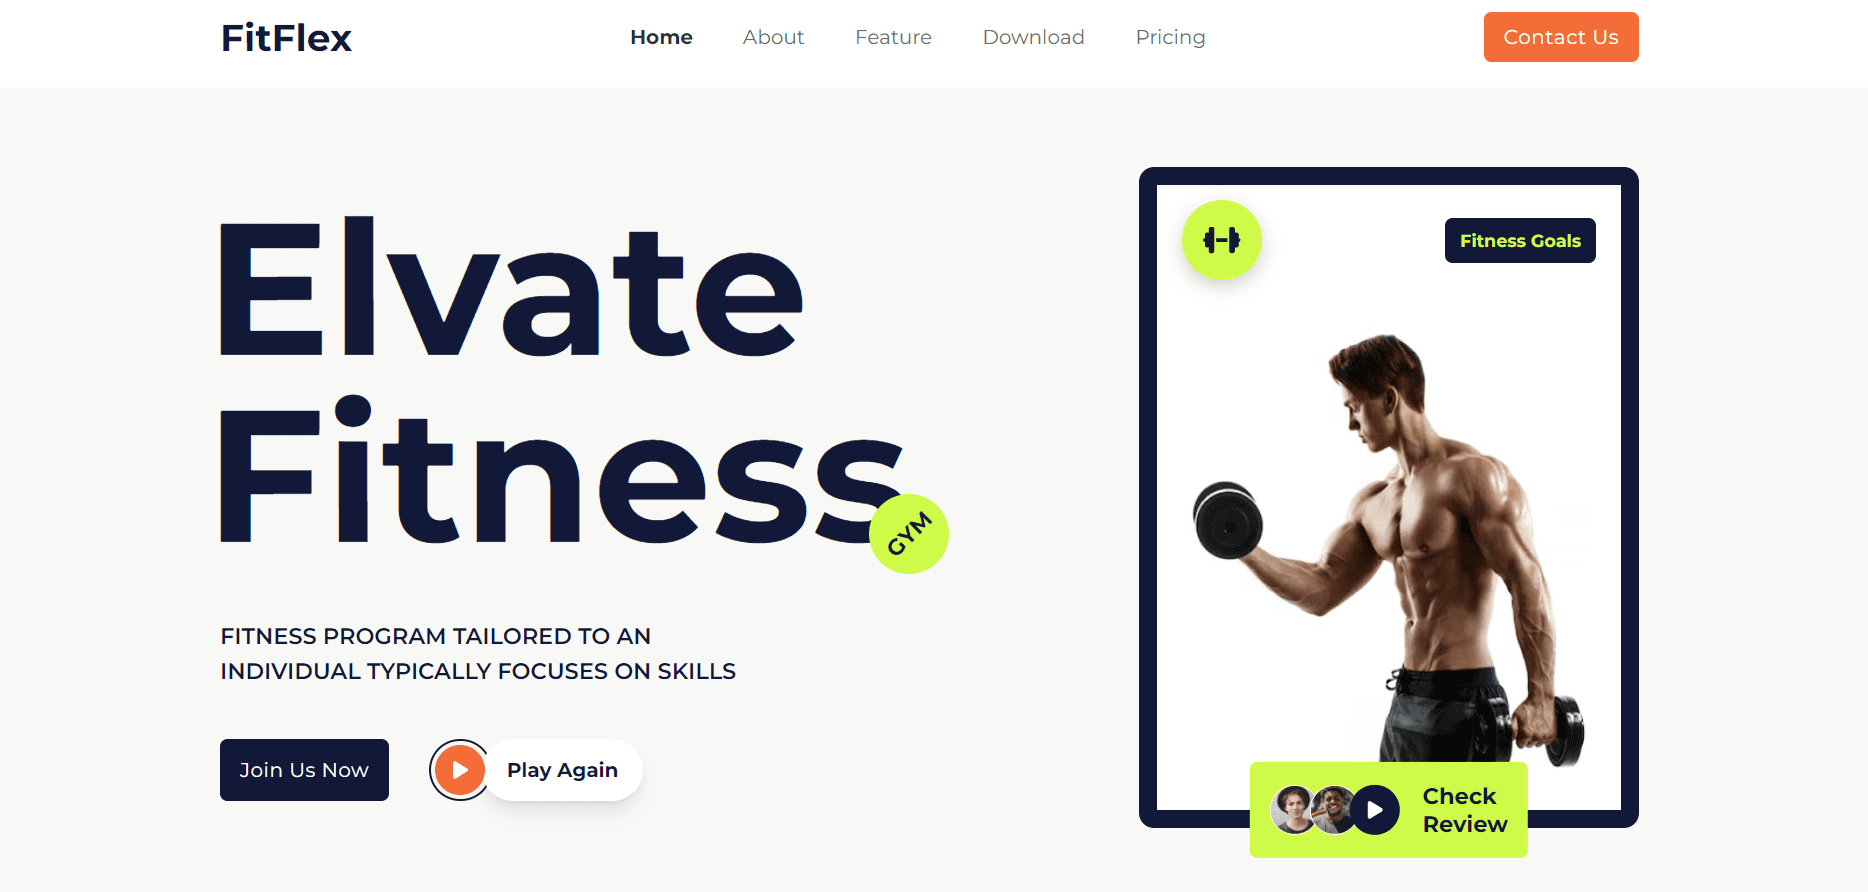 FitFlex
Home About Feature Download Pricing
Contact Us
Elvate
Fitness
GYM
FITNESS PROGRAM TAILORED TO AN
INDIVIDUAL TYPICALLY FOCUSES ON SKILLS
Join Us Now
Play Again
Fitness Goals
Check
Review